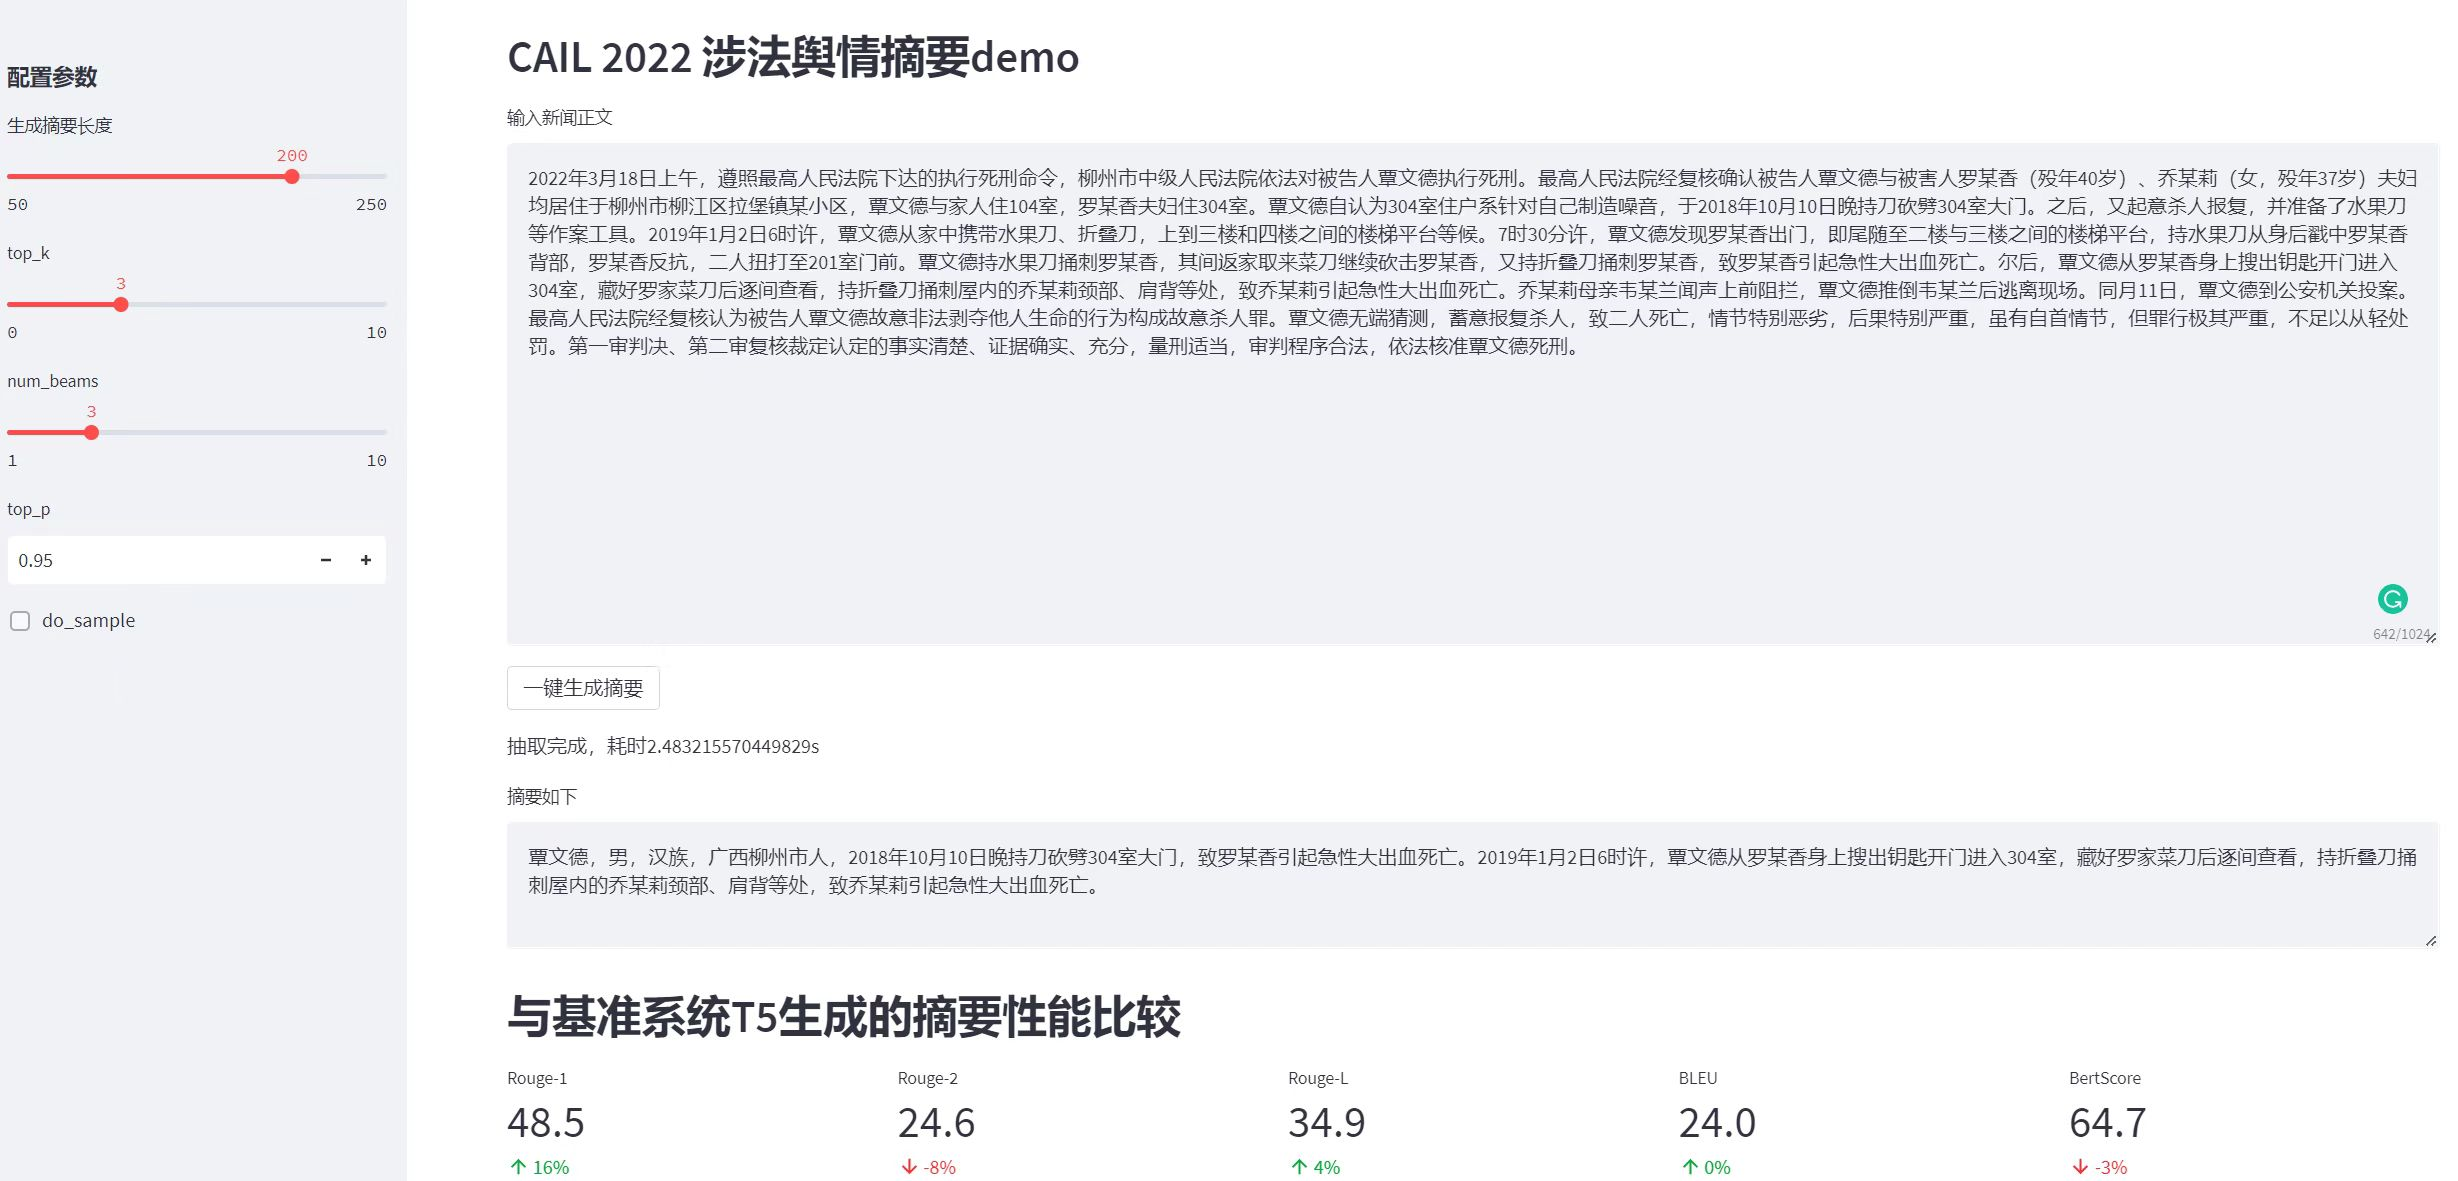 配置参数
生成摘要长度
200
50 250
top_k
3
0 10
num_beams
3
1 10
top_p
0.95 − +
do_sample
CAIL 2022 涉法舆情摘要demo
输入新闻正文
2022年3月18日上午，遵照最高人民法院下达的执行死刑命令，柳州市中级人民法院依法对被告人覃文德执行死刑。最高人民法院经复核确认被告人覃文德与被害人罗某香（殁年40岁）、乔某莉（女，殁年37岁）夫妇
均居住于柳州市柳江区拉堡镇某小区，覃文德与家人住104室，罗某香夫妇住304室。覃文德自认为304室住户系针对自己制造噪音，于2018年10月10日晚持刀砍劈304室大门。之后，又起意杀人报复，并准备了水果刀
等作案工具。2019年1月2日6时许，覃文德从家中携带水果刀、折叠刀，上到三楼和四楼之间的楼梯平台等候。7时30分许，覃文德发现罗某香出门，即尾随至二楼与三楼之间的楼梯平台，持水果刀从身后戳中罗某香
背部，罗某香反抗，二人扭打至201室门前。覃文德持水果刀捅刺罗某香，其间返家取来菜刀继续砍击罗某香，又持折叠刀捅刺罗某香，致罗某香引起急性大出血死亡。尔后，覃文德从罗某香身上搜出钥匙开门进入
304室，藏好罗家菜刀后逐间查看，持折叠刀捅刺屋内的乔某莉颈部、肩背等处，致乔某莉引起急性大出血死亡。乔某莉母亲韦某兰闻声上前阻拦，覃文德推倒韦某兰后逃离现场。同月11日，覃文德到公安机关投案。
最高人民法院经复核认为被告人覃文德故意非法剥夺他人生命的行为构成故意杀人罪。覃文德无端猜测，蓄意报复杀人，致二人死亡，情节特别恶劣，后果特别严重，虽有自首情节，但罪行极其严重，不足以从轻处
罚。第一审判决、第二审复核裁定认定的事实清楚、证据确实、充分，量刑适当，审判程序合法，依法核准覃文德死刑。
642/1024
一键生成摘要
抽取完成，耗时2.483215570449829s
摘要如下
覃文德，男，汉族，广西柳州市人，2018年10月10日晚持刀砍劈304室大门，致罗某香引起急性大出血死亡。2019年1月2日6时许，覃文德从罗某香身上搜出钥匙开门进入304室，藏好罗家菜刀后逐间查看，持折叠刀捅
刺屋内的乔某莉颈部、肩背等处，致乔某莉引起急性大出血死亡。
与基准系统T5生成的摘要性能比较
Rouge-1 Rouge-2 Rouge-L BLEU BertScore
48.5 24.6 34.9 24.0 64.7
↑ 16% ↓ -8% ↑ 4% ↑ 0% ↓ -3%